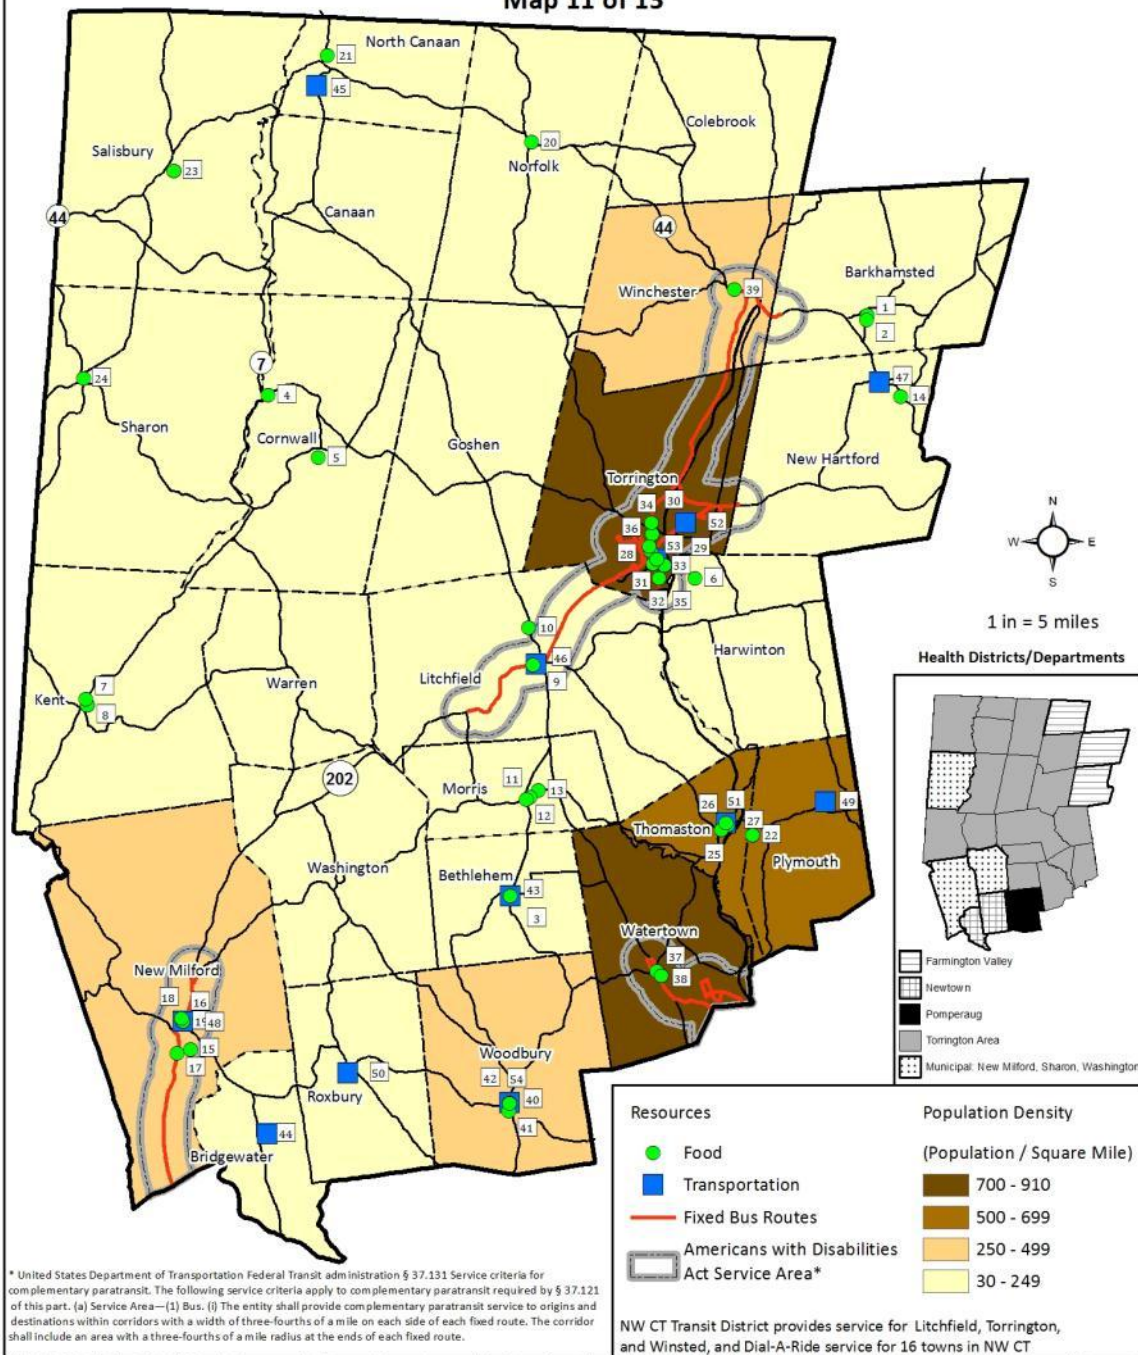 Map 11 of 13
North Canaan
21
45
Colebrook
20
Norfolk
Salisbury
23
44
Canaan
44
Barkhamsted
Winchester
39
1
2
7
24
47
14
4
Sharon
Cornwall
5
Goshen
New Hartford
Torrington
34
30
36
52
28
53
29
33
31
6
32
35
N
W
E
S
1 in = 5 miles
10
Harwinton
46
Litchfield
9
Warren
7
Kent
8
202
11
Morris
13
12
26
51
49
27
Thomaston
22
25
Plymouth
Washington
Bethlehem
43
3
Watertown
37
38
New Milford
18
16
19
48
15
17
Woodbury
42
54
50
40
Roxbury
41
44
Bridgewater
Health Districts/Departments
Farmington Valley
Newtown
Pomperaug
Torrington Area
Municipal: New Milford, Sharon, Washington
Resources
Food
Transportation
Fixed Bus Routes
Americans with Disabilities
Act Service Area*
Population Density
(Population / Square Mile)
700 - 910
500 - 699
250 - 499
30 - 249
NW CT Transit District provides service for Litchfield, Torrington,
and Winsted, and Dial-A-Ride service for 16 towns in NW CT
* United States Department of Transportation Federal Transit administration § 37.131 Service criteria for
complementary paratransit. The following service criteria apply to complementary paratransit required by § 37.121
of this part. (a) Service Area—(1) Bus. (i) The entity shall provide complementary paratransit service to origins and
destinations within corridors with a width of three-fourths of a mile on each side of each fixed route. The corridor
shall include an area with a three-fourths of a mile radius at the ends of each fixed route.